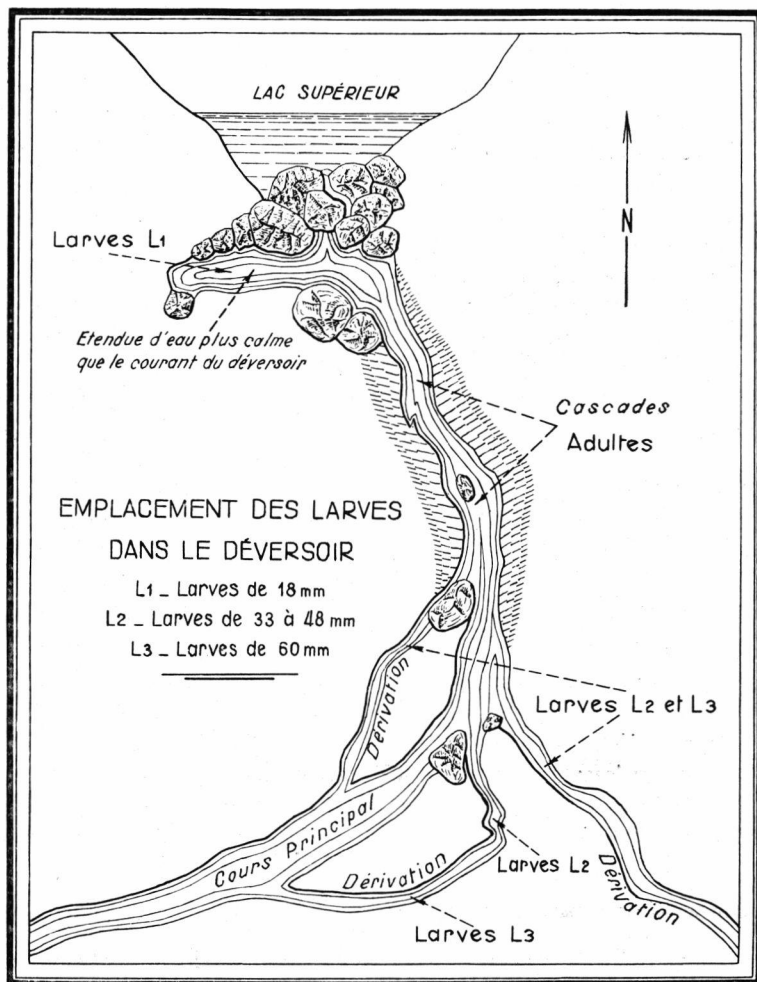 LAC SUPÉRIEUR
N
Larves L1
Etendue d'eau plus calme
que le courant du déversoir
Cascades
Adultes
EMPLACEMENT DES LARVES
DANS LE DÉVERSOIR
L1 _ Larves de 18 mm
L2 _ Larves de 33 à 48 mm
L3 _ Larves de 60 mm
Dérivation
Larves L2 et L3
Cours Principal
Dérivation
Larves L2
Dérivation
Larves L3